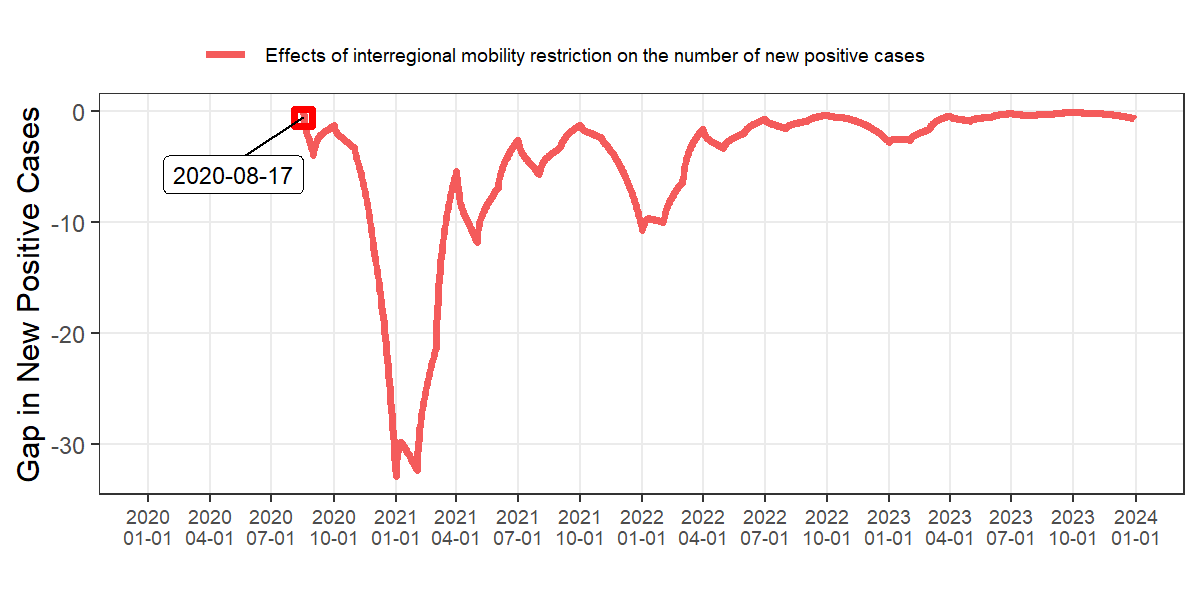 Effects of interregional mobility restriction on the number of new positive cases
Gap in New Positive Cases
0
-10
-20
-30
2020-08-17
2020 2020 2020 2020 2021 2021 2021 2021 2022 2022 2022 2022 2023 2023 2023 2023 2024
01-01 04-01 07-01 10-01 01-01 04-01 07-01 10-01 01-01 04-01 07-01 10-01 01-01 04-01 07-01 10-01 01-01